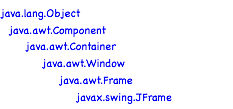 java.lang.Object
java.awt.Component
java.awt.Container
java.awt.Window
java.awt.Frame
javax.swing.JFrame